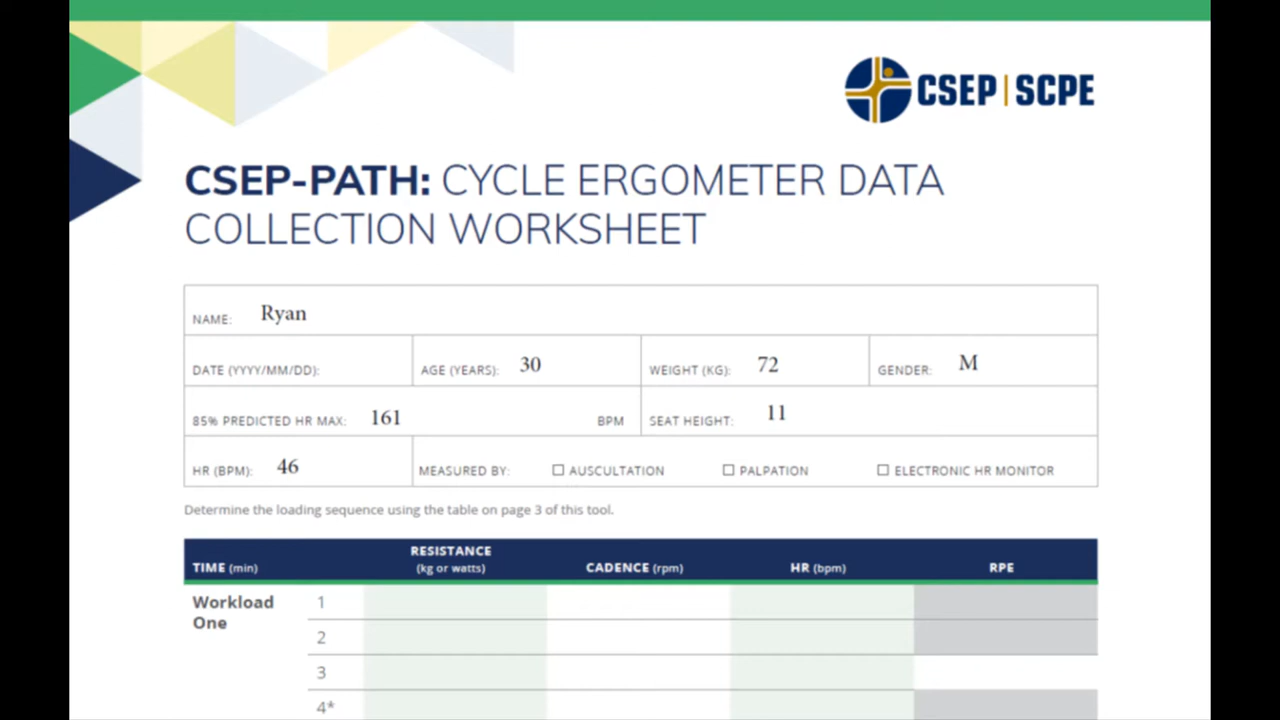 CSEP | SCPE
CSEP-PATH: CYCLE ERGOMETER DATA
COLLECTION WORKSHEET
NAME: Ryan
DATE (YYYY/MM/DD): AGE (YEARS): 30 WEIGHT (KG): 72 GENDER: M
85% PREDICTED HR MAX: 161 BPM SEAT HEIGHT: 11
HR (BPM): 46 MEASURED BY: ☐ AUSCULTATION ☐ PALPATION ☐ ELECTRONIC HR MONITOR
Determine the loading sequence using the table on page 3 of this tool.
TIME (min) RESISTANCE (kg or watts) CADENCE (rpm) HR (bpm) RPE
Workload One 1
2
3
4*